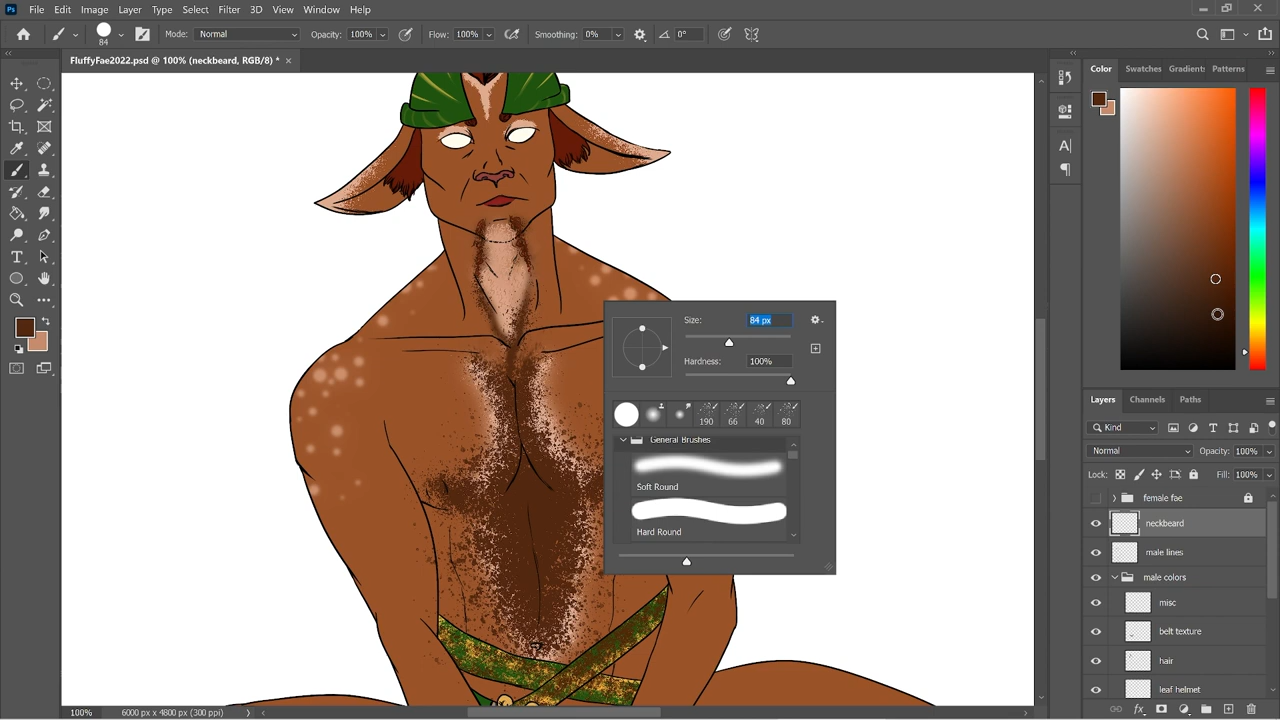 Ps File Edit Image Layer Type Select Filter 3D View Window Help
84 Mode: Normal Opacity: 100% Flow: 100% Smoothing: 0% 0°
FluffyFae2022.psd @ 100% (neckbeard, RGB/8) *
Color Swatches Gradients Patterns
Size: 84 px
Hardness: 100%
190 66 40 80
General Brushes
Soft Round
Hard Round
Layers Channels Paths
Kind
Normal Opacity: 100%
Lock: Fill: 100%
female fae
neckbeard
male lines
male colors
misc
belt texture
hair
leaf helmet
100% 6000 px x 4800 px (300 ppi)